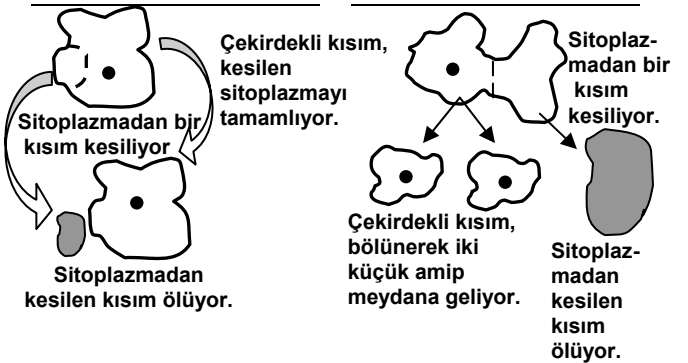 Çekirdekli kısım,
kesilen
sitoplazmayı
tamamlıyor.
Sitoplazmadan bir
kısım kesiliyor
Sitoplazmadan
kesilen kısım ölüyor.
Sitoplaz-
madan bir
kısım
kesiliyor.
Çekirdekli kısım,
bölünerek iki
küçük amip
meydana geliyor.
Sitoplaz-
madan
kesilen
kısım
ölüyor.